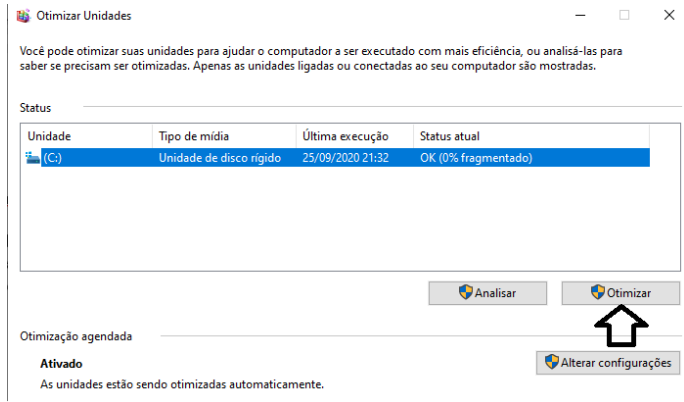 Otimizar Unidades
Você pode otimizar suas unidades para ajudar o computador a ser executado com mais eficiência, ou analisá-las para
saber se precisam ser otimizadas. Apenas as unidades ligadas ou conectadas ao seu computador são mostradas.
Status
Unidade Tipo de mídia Última execução Status atual
(C:) Unidade de disco rígido 25/09/2020 21:32 OK (0% fragmentado)
Analisar Otimizar
Otimização agendada
Ativado Alterar configurações
As unidades estão sendo otimizadas automaticamente.